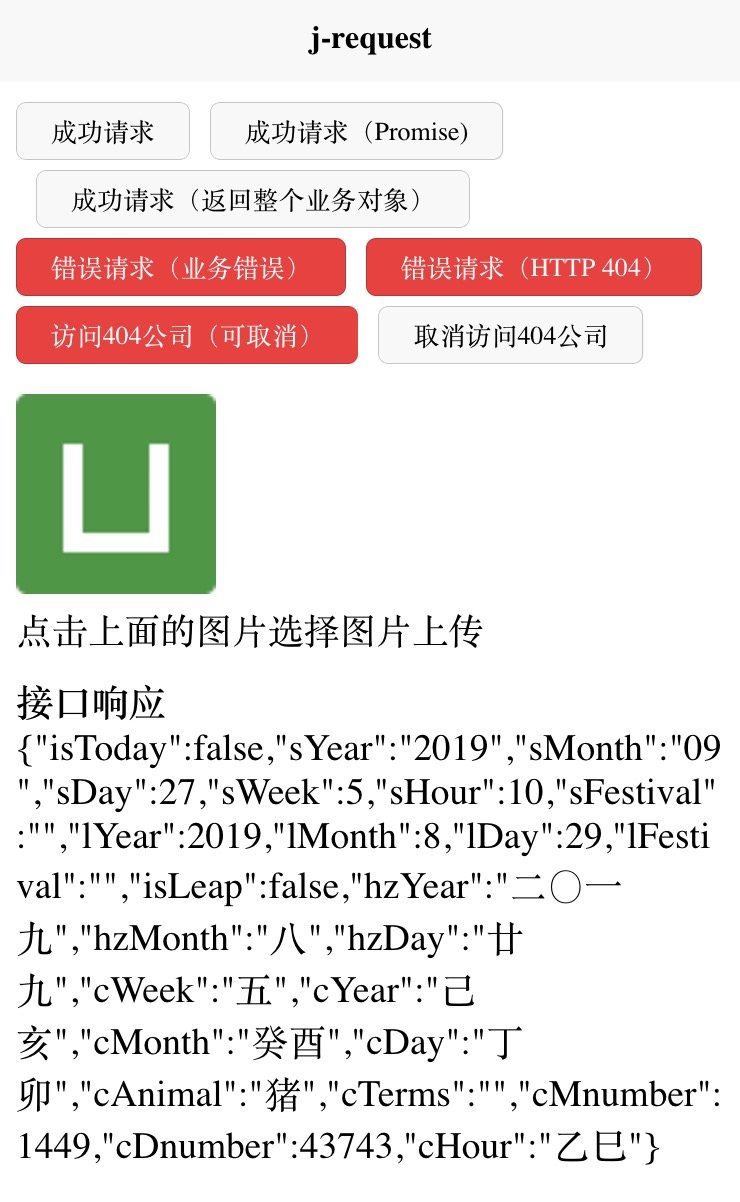 j-request
成功请求 成功请求（Promise)
成功请求（返回整个业务对象）
错误请求（业务错误） 错误请求（HTTP 404）
访问404公司（可取消） 取消访问404公司
点击上面的图片选择图片上传
接口响应
{"isToday":false,"sYear":"2019","sMonth":"09
","sDay":27,"sWeek":5,"sHour":10,"sFestival"
:"","lYear":2019,"lMonth":8,"lDay":29,"lFesti
val":"","isLeap":false,"hzYear":"二〇一
九","hzMonth":"八","hzDay":"廿
九","cWeek":"五","cYear":"己
亥","cMonth":"癸酉","cDay":"丁
卯","cAnimal":"猪","cTerms":"","cMnumber":
1449,"cDnumber":43743,"cHour":"乙巳"}